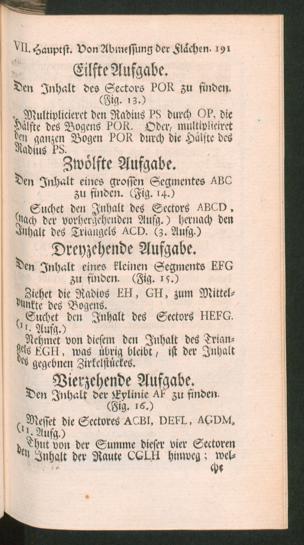 VII. Hauptst. Von Abmessung der Flächen. 191
Eilfte Aufgabe.
Den Inhalt des Sectors POR zu finden.
(Fig. 13.)
Multiplicieret den Radius PS durch OP. die
Hälfte des Bogens POR. Oder, multiplicieret
den ganzen Bogen POR durch die Hälfte des
Radius PS.
Zwölfte Aufgabe.
Den Inhalt eines grossen Segmentes ABC
zu finden. (Fig. 14.)
Suchet den Inhalt des Sectors ABCD,
(nach der vorhergehenden Aufg.) hernach den
Inhalt des Triangels ACD. (3. Aufg.)
Dreyzehende Aufgabe.
Den Inhalt eines kleinen Segments EFG
zu finden. (Fig. 15.)
Ziehet die Radios EH, GH, zum Mittel-
punkte des Bogens.
Suchet den Inhalt des Sectors HEFG.
(11. Aufg.)
Nehmet von diesem den Inhalt des Trian-
gels EGH, was übrig bleibt, ist der Inhalt
des gegebnen Zirkelstückes.
Vierzehende Aufgabe.
Den Inhalt der Eylinie AF zu finden.
(Fig. 16.)
Messet die Sectores ACBI, DEFL, AGDM,
(11. Aufg.)
Thut von der Summe dieser vier Sectoren
den Inhalt der Raute CGLH hinweg; wel-
che